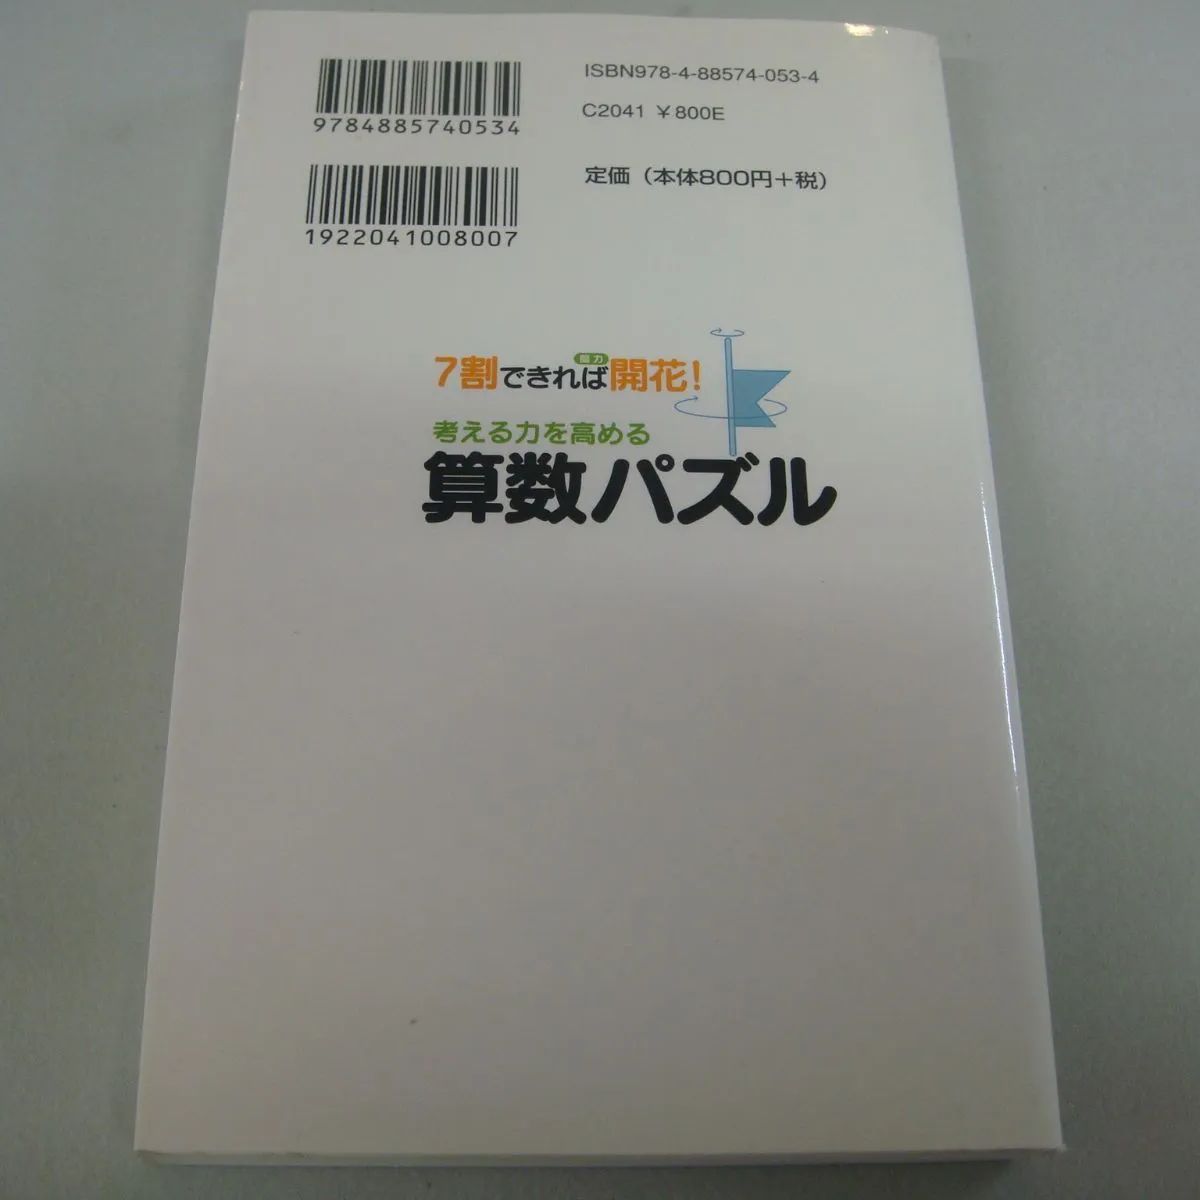 ISBN978-4-88574-053-4
9784885740534
C2041 ￥800E
定価（本体800円＋税）
1922041008007
脳力
7割できれば開花！
考える力を高める
算数パズル